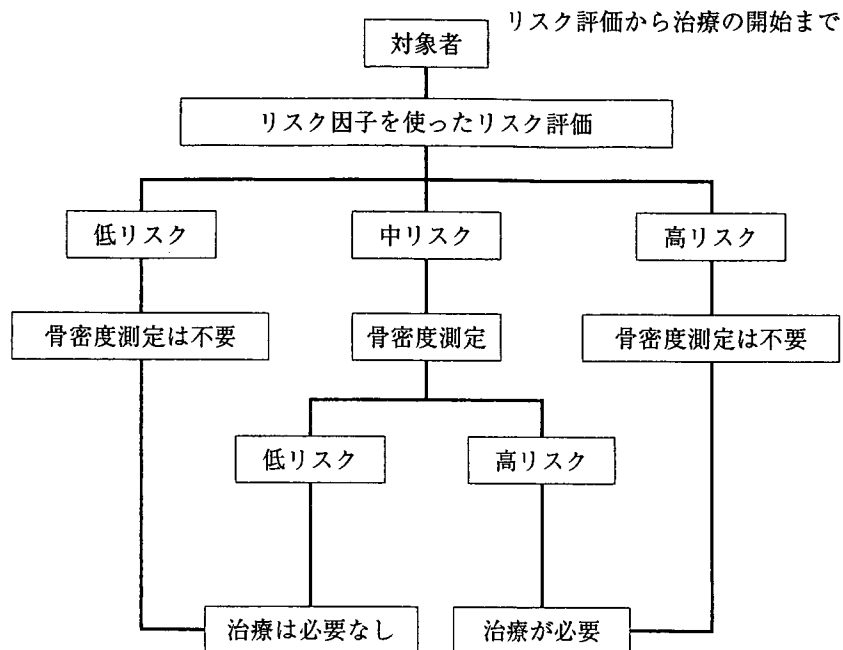 リスク評価から治療の開始まで
対象者
リスク因子を使ったリスク評価
低リスク
中リスク
高リスク
骨密度測定は不要
骨密度測定
骨密度測定は不要
低リスク
高リスク
治療は必要なし
治療が必要